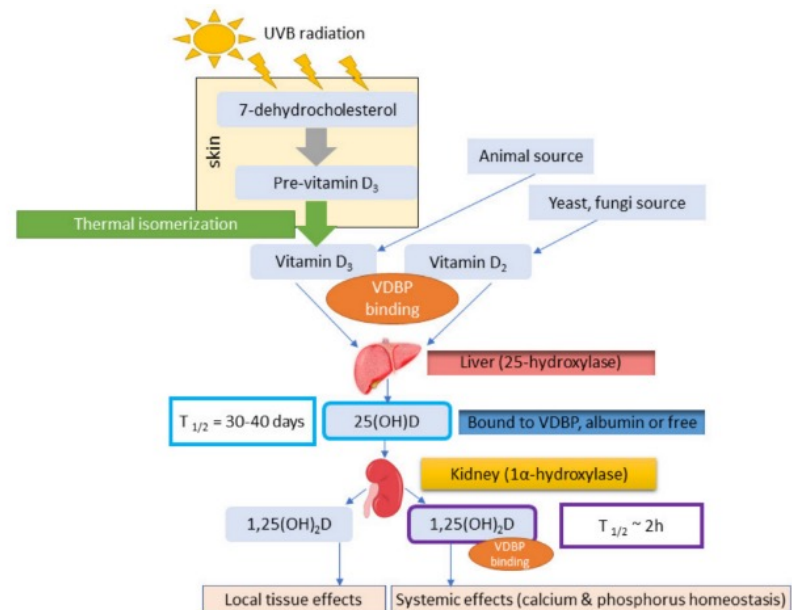 UVB radiation
7-dehydrocholesterol
skin
Pre-vitamin D₃
Animal source
Yeast, fungi source
Thermal isomerization
Vitamin D₃
Vitamin D₂
VDBP
binding
Liver (25-hydroxylase)
T ₁/₂ = 30-40 days
25(OH)D
Bound to VDBP, albumin or free
Kidney (1α-hydroxylase)
1,25(OH)₂D
1,25(OH)₂D
T ₁/₂ ~ 2h
VDBP
binding
Local tissue effects
Systemic effects (calcium & phosphorus homeostasis)